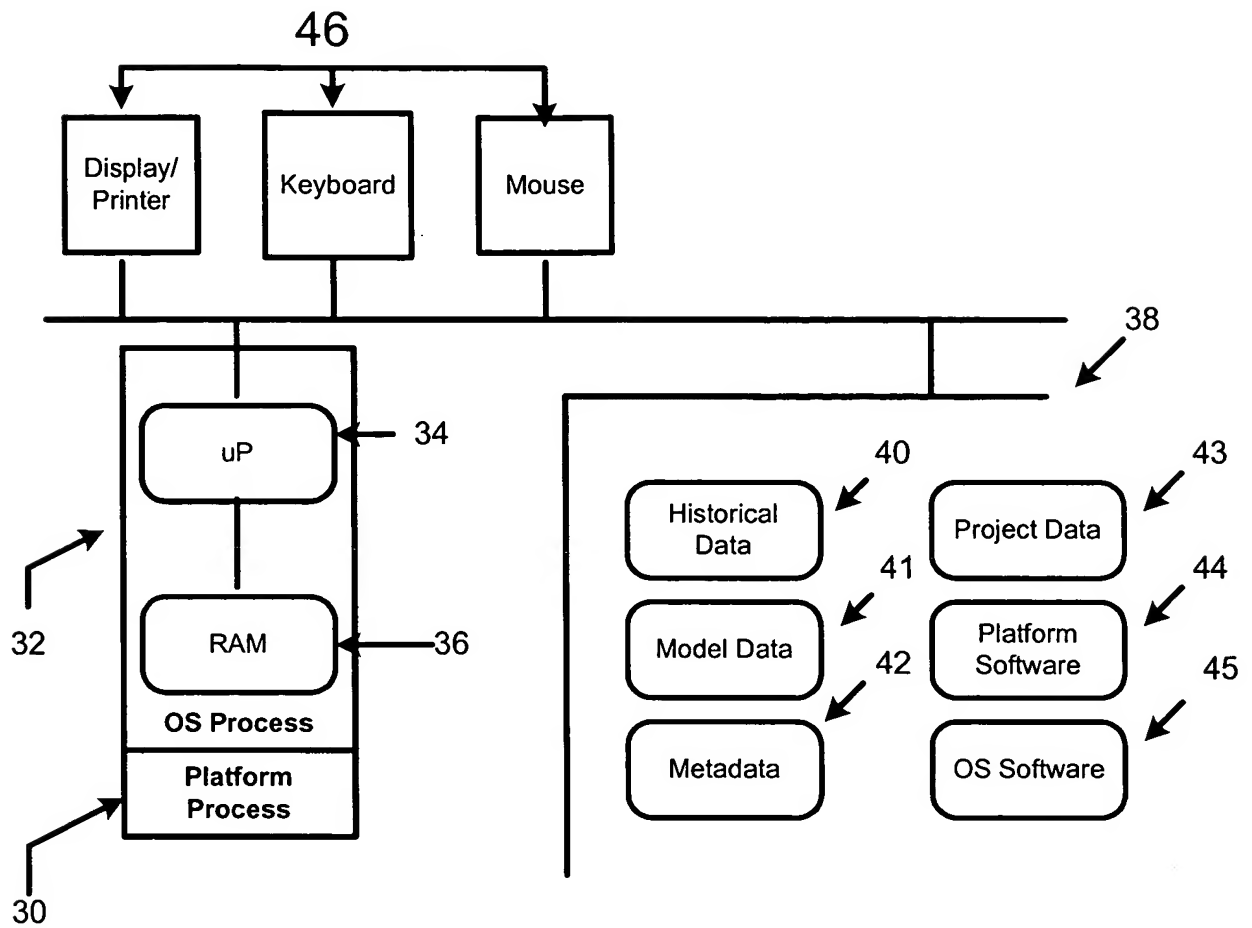 46
Display/
Printer
Keyboard
Mouse
38
uP
34
40
43
Historical
Data
Project Data
41
44
32
RAM
36
Model Data
42
Platform
Software
45
OS Process
Metadata
OS Software
Platform
Process
30